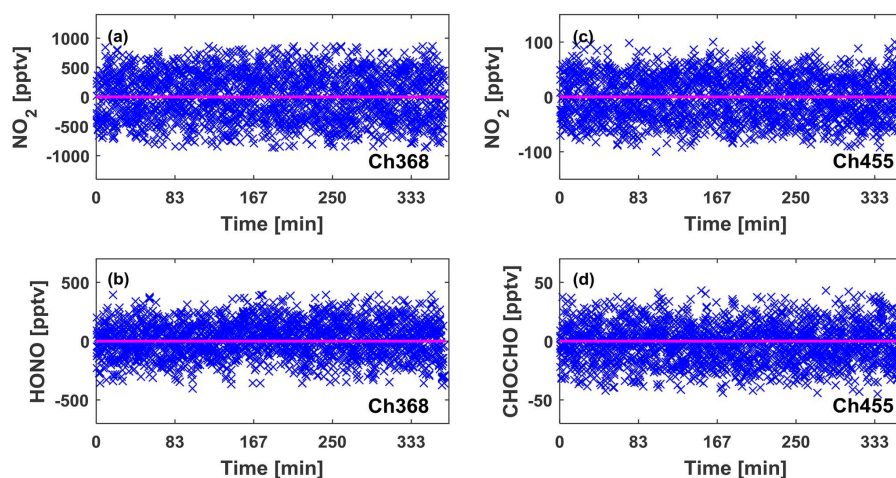 (a)
NO2 [pptv]
1000
500
0
-500
-1000
Ch368
0 83 167 250 333
Time [min]
(c)
NO2 [pptv]
100
0
-100
Ch455
0 83 167 250 333
Time [min]
(b)
HONO [pptv]
500
0
-500
Ch368
0 83 167 250 333
Time [min]
(d)
CHOCHO [pptv]
50
0
-50
Ch455
0 83 167 250 333
Time [min]